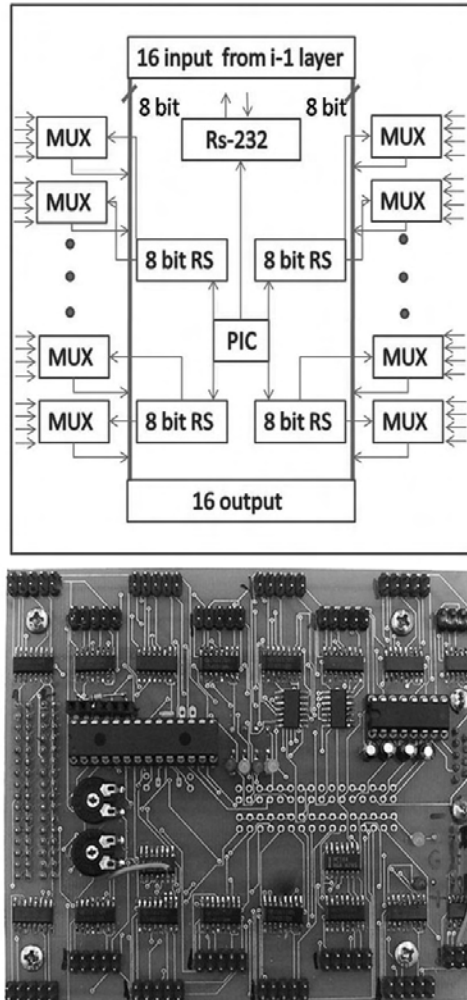 16 input from i-1 layer
8 bit
8 bit
Rs-232
MUX
MUX
MUX
MUX
8 bit RS
8 bit RS
PIC
MUX
MUX
8 bit RS
8 bit RS
MUX
MUX
16 output